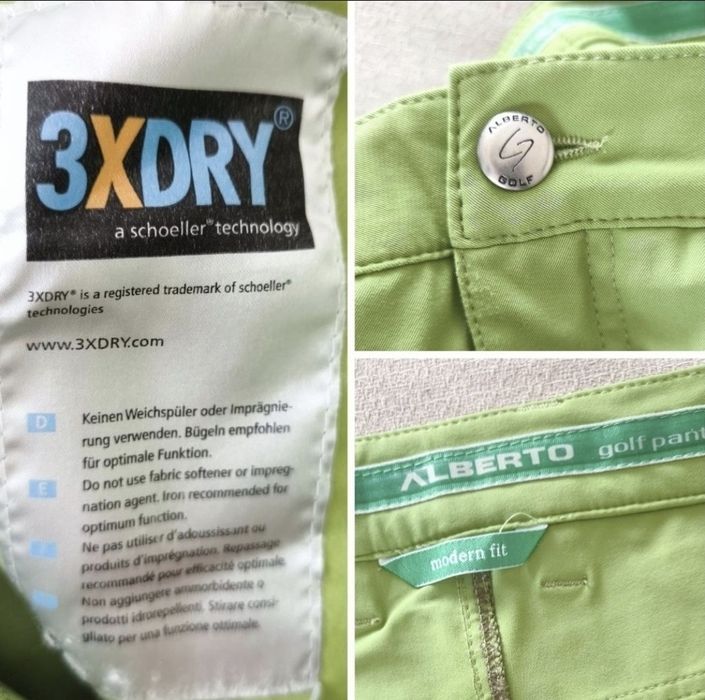 3XDRY®
a schoeller® technology
3XDRY® is a registered trademark of schoeller®
technologies
www.3XDRY.com
D
Keinen Weichspüler oder Imprägnie-
rung verwenden. Bügeln empfohlen
für optimale Funktion.
E
Do not use fabric softener or impreg-
nation agent. Iron recommended for
optimum function.
Ne pas utiliser d'adoussissant ou
produits d'imprégnation. Repassage
recommandé pour efficacité optimale.
Non aggiungere ammorbidente o
prodotti idrorepellenti. Stirare consi-
gliato per una funzione ottimale.
ALBERTO
GOLF
ALBERTO golf pant
modern fit